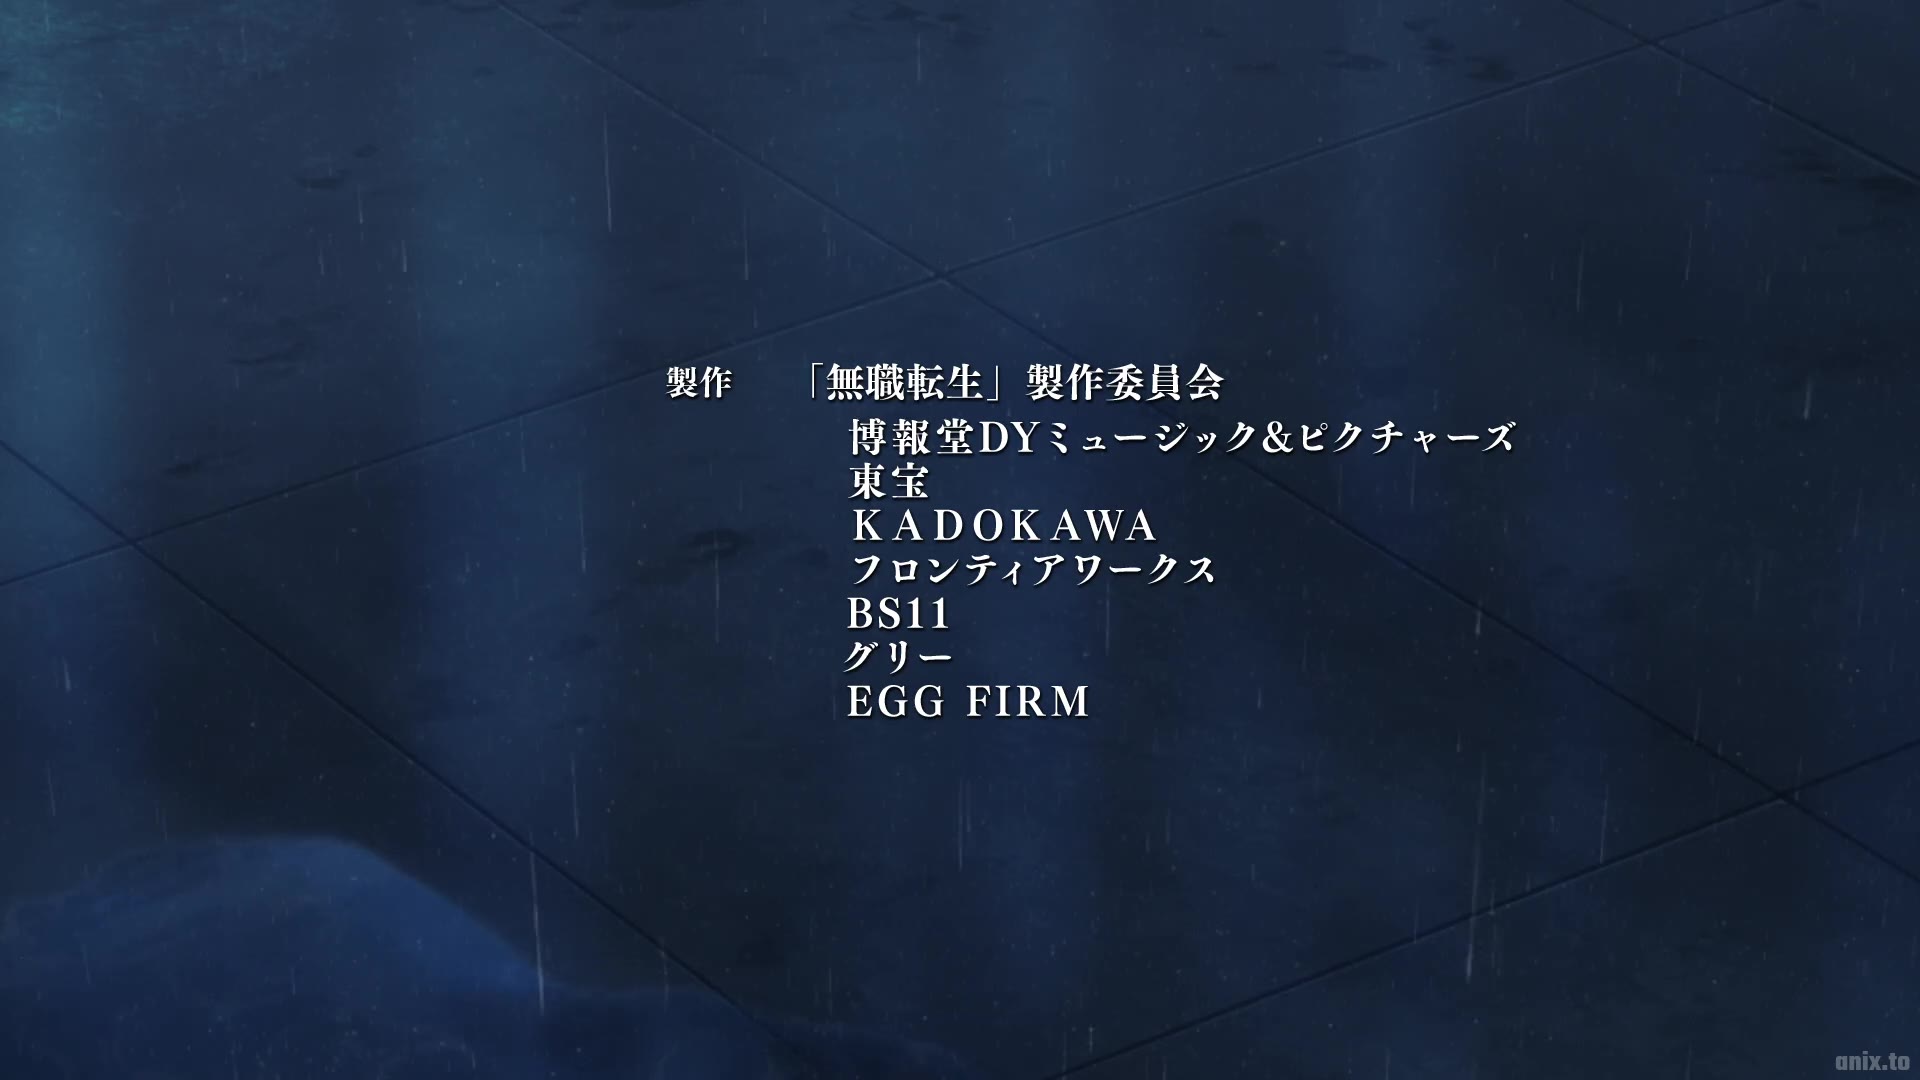 製作 「無職転生」製作委員会
博報堂DYミュージック&ピクチャーズ
東宝
KADOKAWA
フロンティアワークス
BS11
グリー
EGG FIRM
anix.to